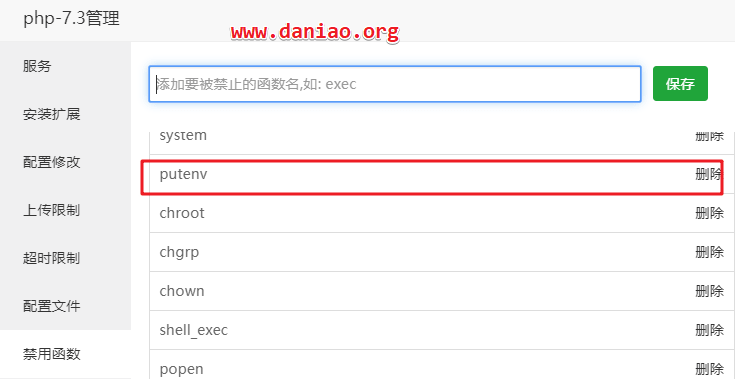 php-7.3管理
www.daniao.org
服务
安装扩展
配置修改
上传限制
超时限制
配置文件
禁用函数
添加要被禁止的函数名,如: exec
保存
system 删除
putenv 删除
chroot 删除
chgrp 删除
chown 删除
shell_exec 删除
popen 删除